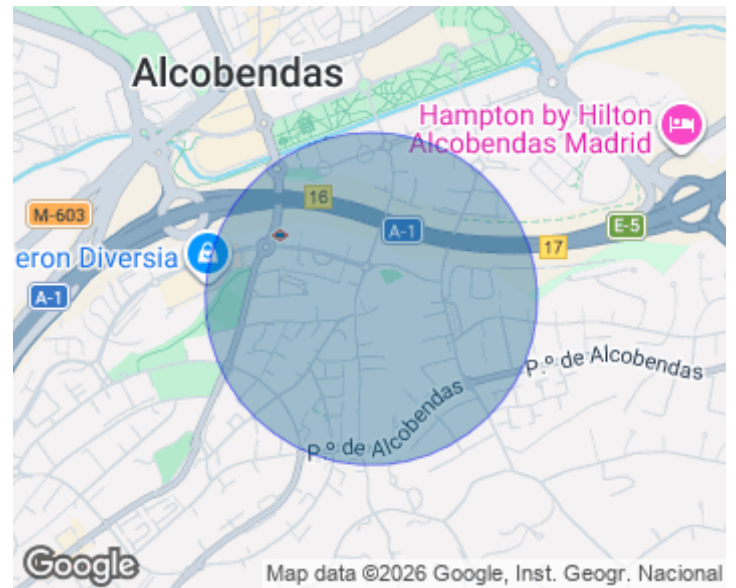 Alcobendas
Hampton by Hilton
Alcobendas Madrid
16
M-603
A-1
E-5
17
eron Diversia
A-1
P.º de Alcobendas
P.º de Alcobendas
Google
Map data ©2026 Google, Inst. Geogr. Nacional